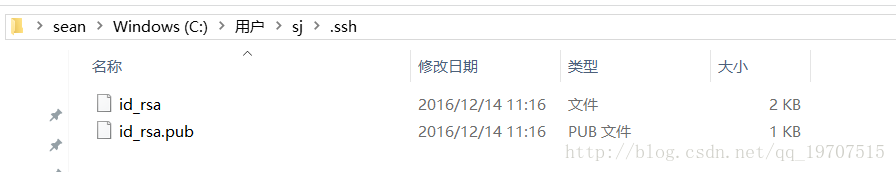 sean > Windows (C:) > 用户 > sj > .ssh
名称 修改日期 类型 大小
id_rsa 2016/12/14 11:16 文件 2 KB
id_rsa.pub 2016/12/14 11:16 PUB 文件 1 KB
http://blog.csdn.net/qq_19707515